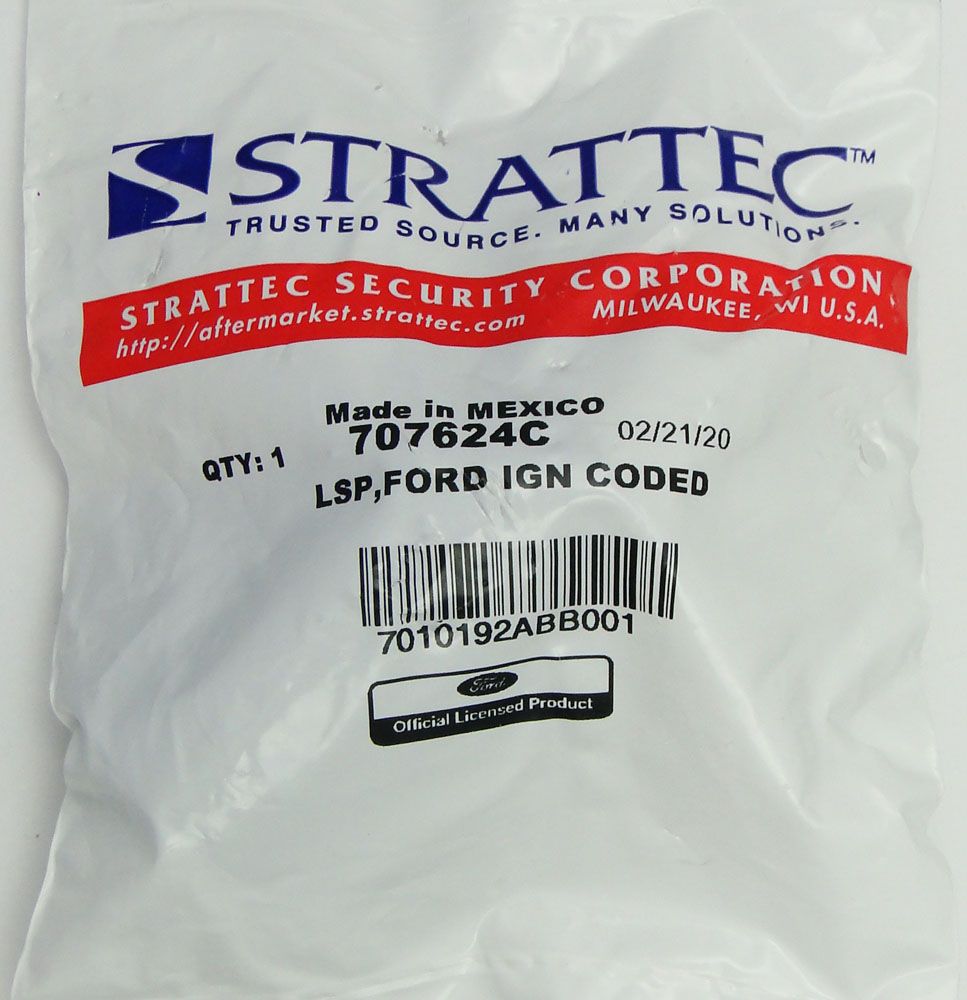 STRATTEC™
TRUSTED SOURCE. MANY SOLUTIONS.
STRATTEC SECURITY CORPORATION
http://aftermarket.strattec.com MILWAUKEE, WI U.S.A.
Made in MEXICO
QTY: 1 707624C 02/21/20
LSP,FORD IGN CODED
7010192ABB001
Ford
Official Licensed Product